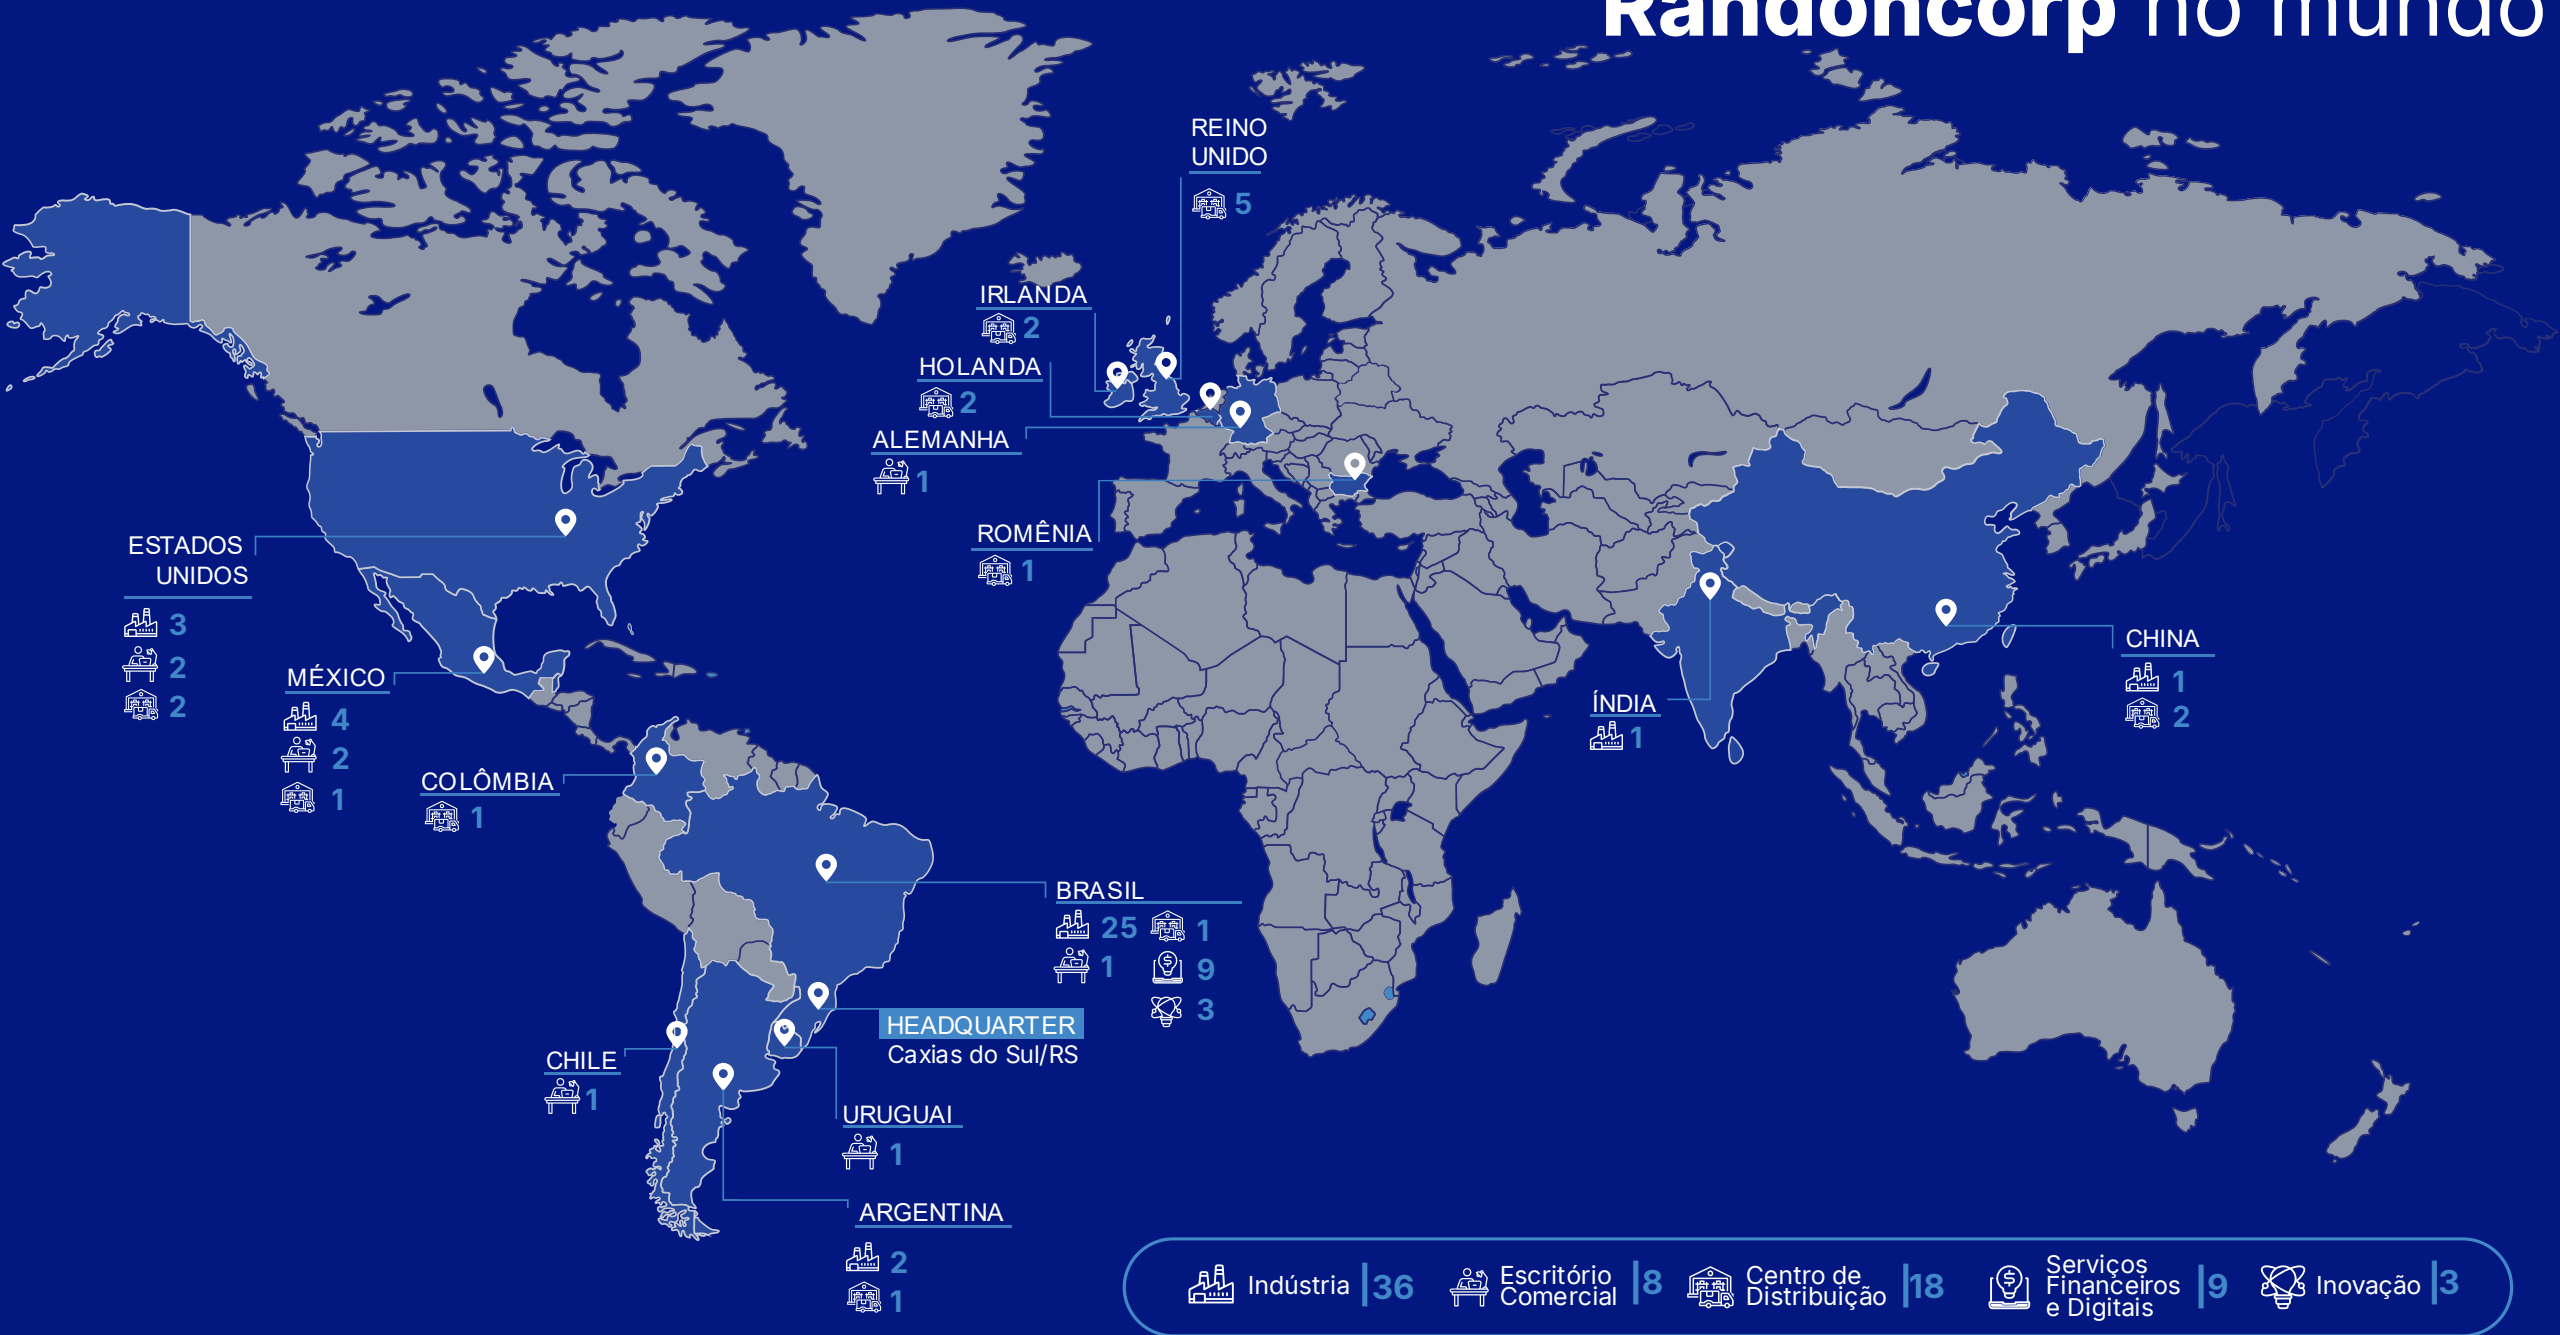 Randoncorp no mundo
REINO
UNIDO
5
IRLANDA
2
HOLANDA
2
ALEMANHA
1
ROMÊNIA
1
ESTADOS
UNIDOS
3
2
2
MÉXICO
4
2
1
COLÔMBIA
1
CHINA
1
2
ÍNDIA
1
BRASIL
25 1
1 9
3
HEADQUARTER
Caxias do Sul/RS
CHILE
1
URUGUAI
1
ARGENTINA
2
1
Indústria 36
Escritório
Comercial 8
Centro de
Distribuição 18
Serviços
Financeiros
e Digitais 9
Inovação 3